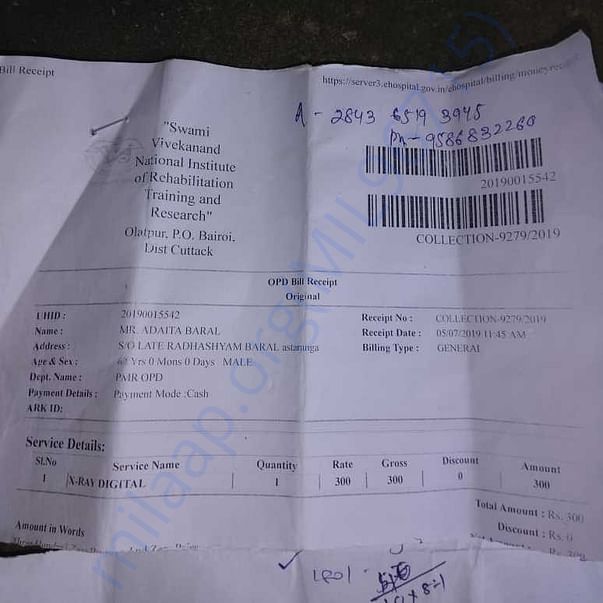 Bill Receipt
https://server3.ehospital.gov.in/ehospital/billing/moneyrece
A - 2843 6519 3945
Pn - 9586832260
"Swami
Vivekanand
National Institute
of Rehabilitation
Training and
Research"
Olatpur, P.O. Bairoi,
Dist Cuttack
20190015542
COLLECTION-9279/2019
OPD Bill Receipt
Original
UHID : 20190015542 Receipt No : COLLECTION-9279/2019
Name : MR. ADAITA BARAL Receipt Date : 05/07/2019 11:45 AM
Address : S/O LATE RADHASHYAM BARAL astaranga Billing Type : GENERAL
Age & Sex : Yrs 0 Mons 0 Days MALE
Dept. Name : PMR OPD
Payment Details : Payment Mode :Cash
ARK ID:
Service Details:
Sl.No Service Name Quantity Rate Gross Discount Amount
1 X-RAY DIGITAL 1 300 300 0 300
Total Amount : Rs. 300
Discount : 0
Amount in Words
Rs. 300
milaap.org